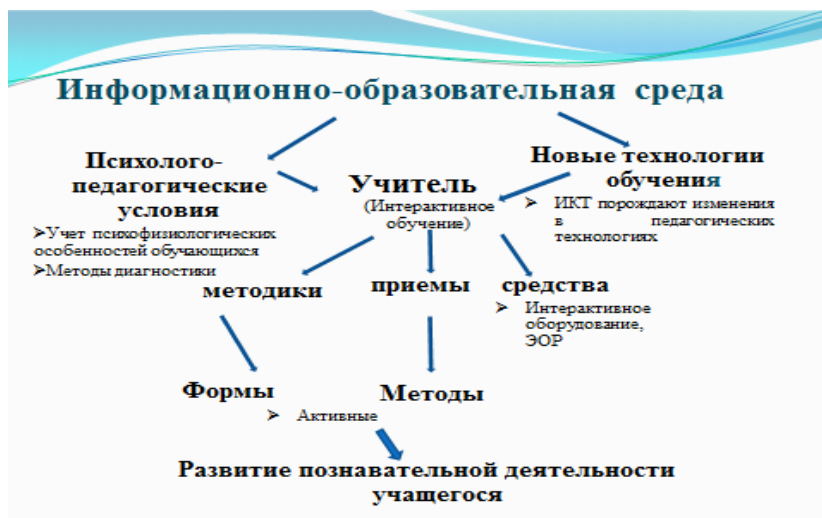 Информационно-образовательная среда
Психолого-
педагогические
условия
➢Учет психофизиологических
особенностей обучающихся
➢Методы диагностики
Учитель
(Интерактивное
обучение)
Новые технологии
обучения
➢ ИКТ порождают изменения
в педагогических
технологиях
методики
приемы
средства
➢ Интерактивное
оборудование,
ЭОР
Формы
Методы
➢ Активные
Развитие познавательной деятельности
учащегося